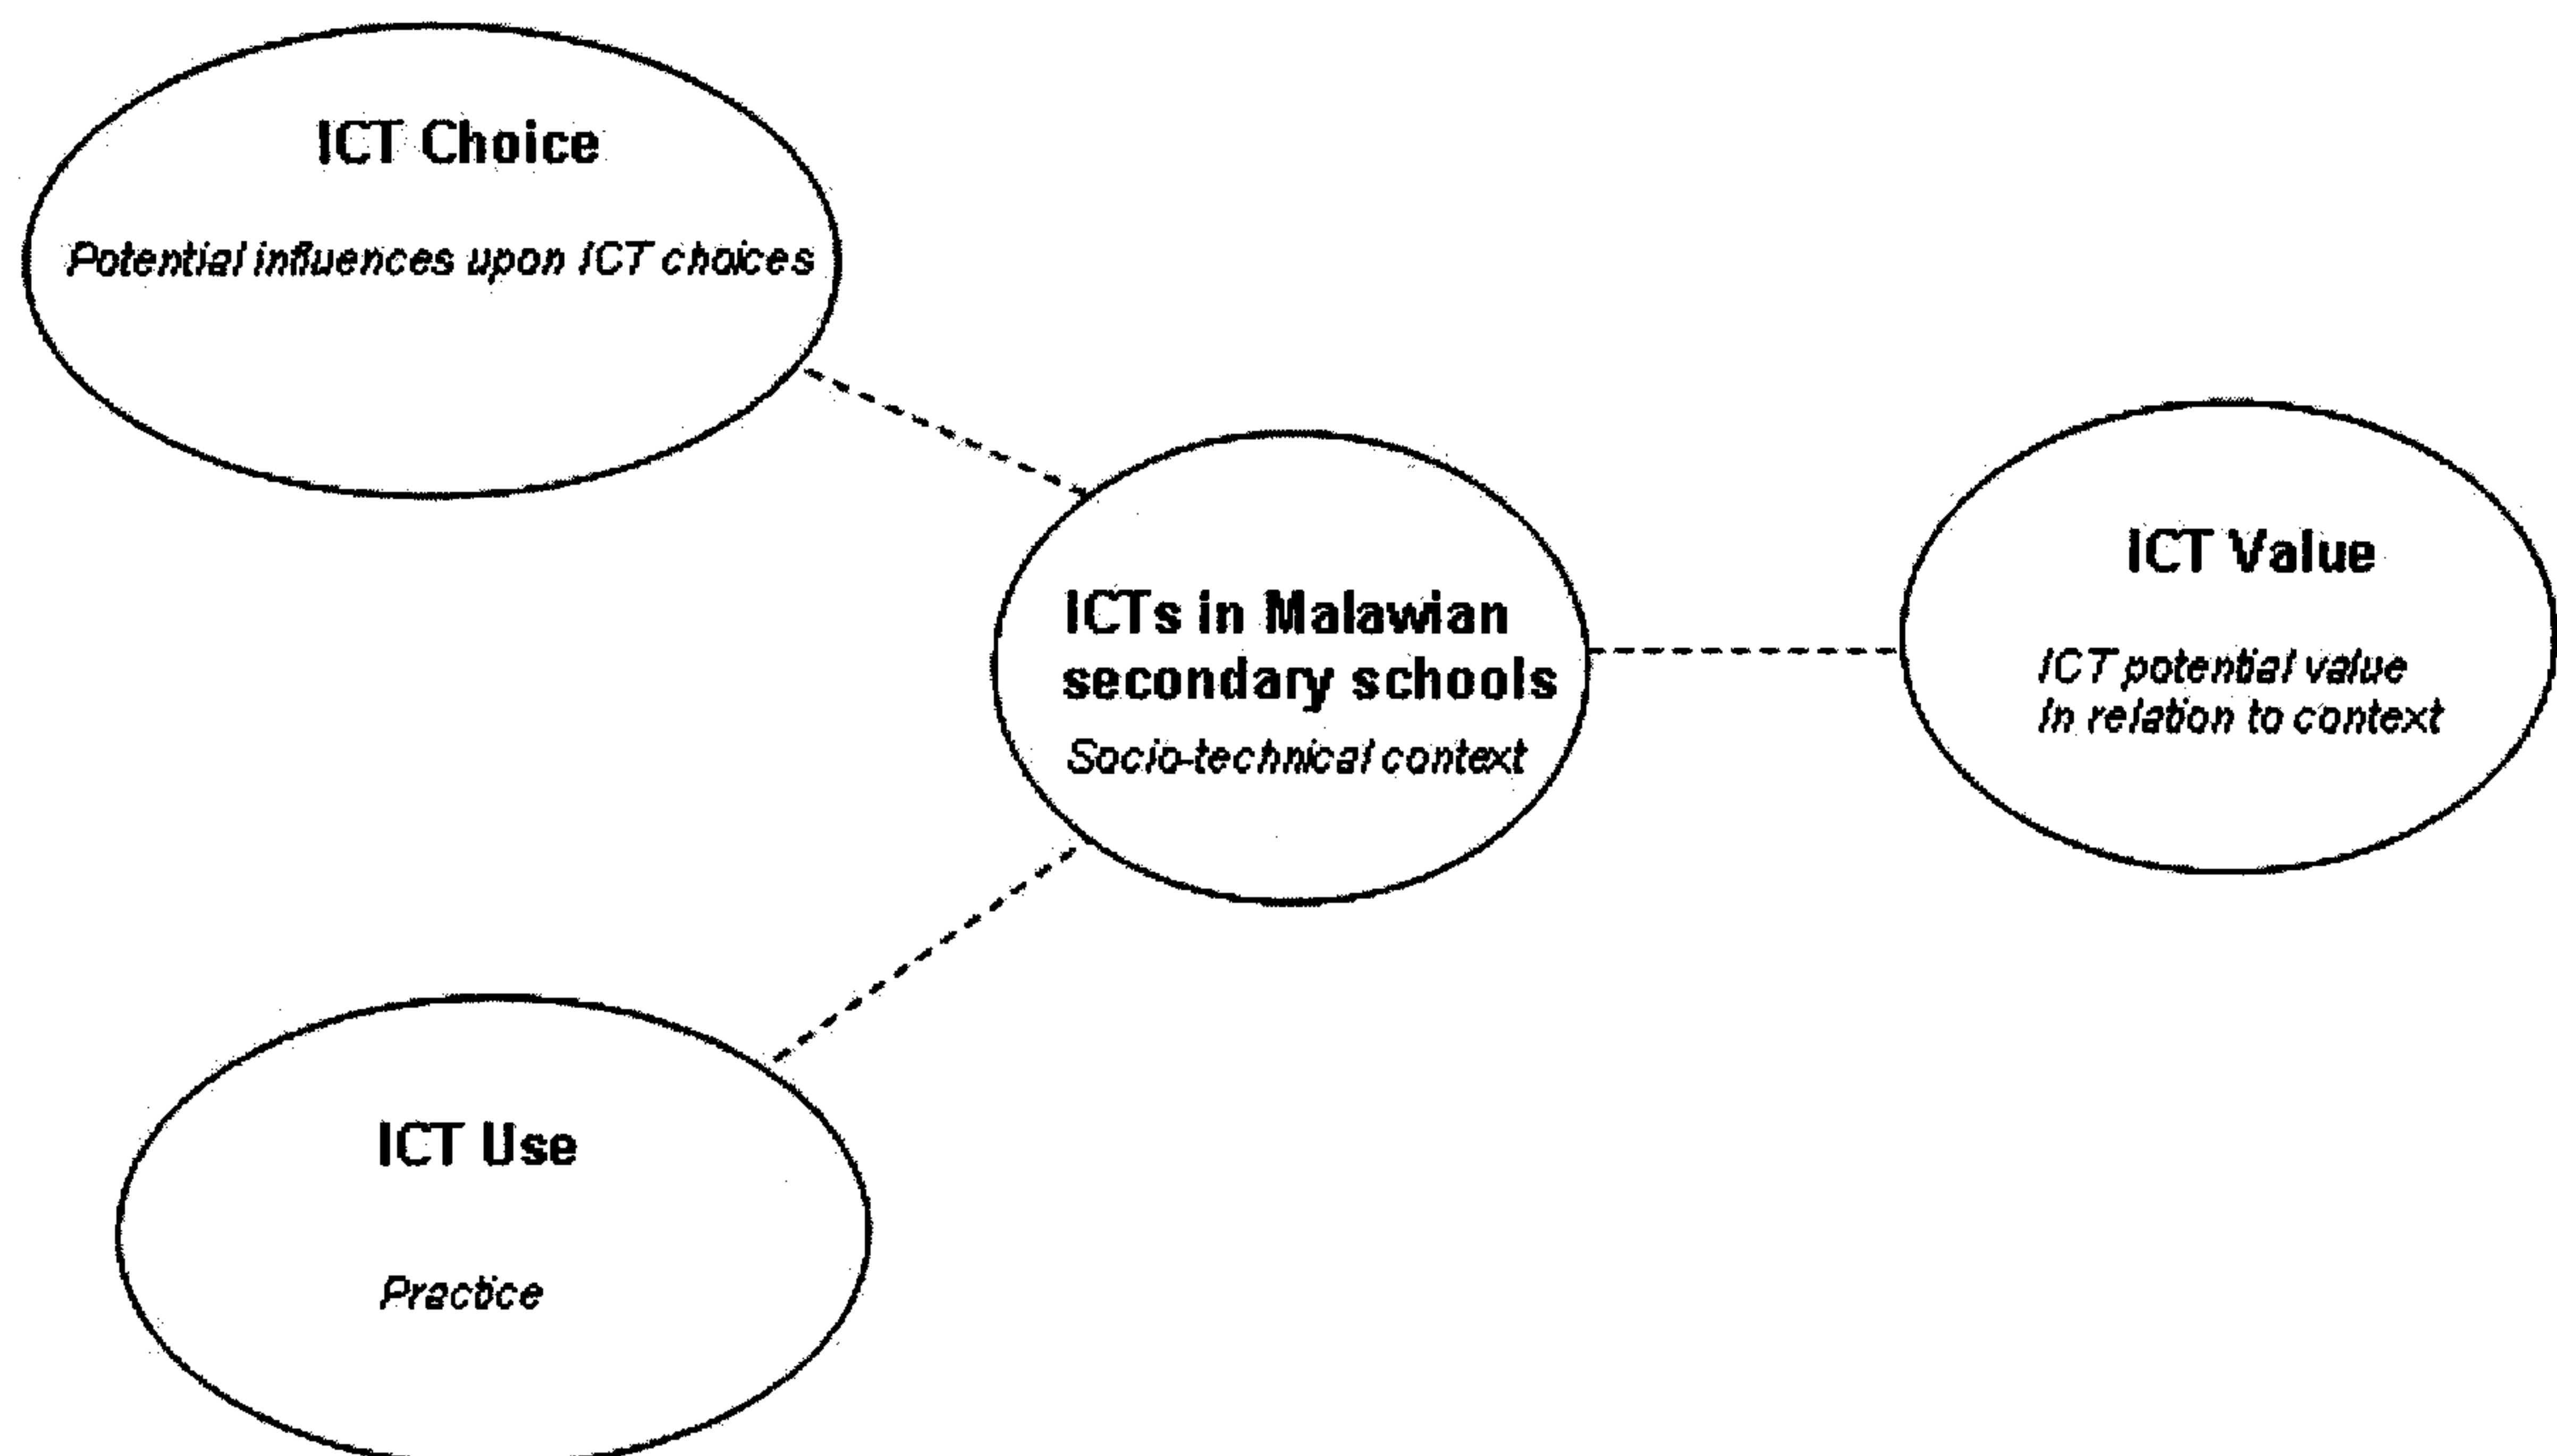 ICT Choice
Potential influences upon ICT choices
ICTs in Malawian
secondary schools
Socio-technical context
ICT Value
ICT potential value
In relation to context
ICT Use
Practice